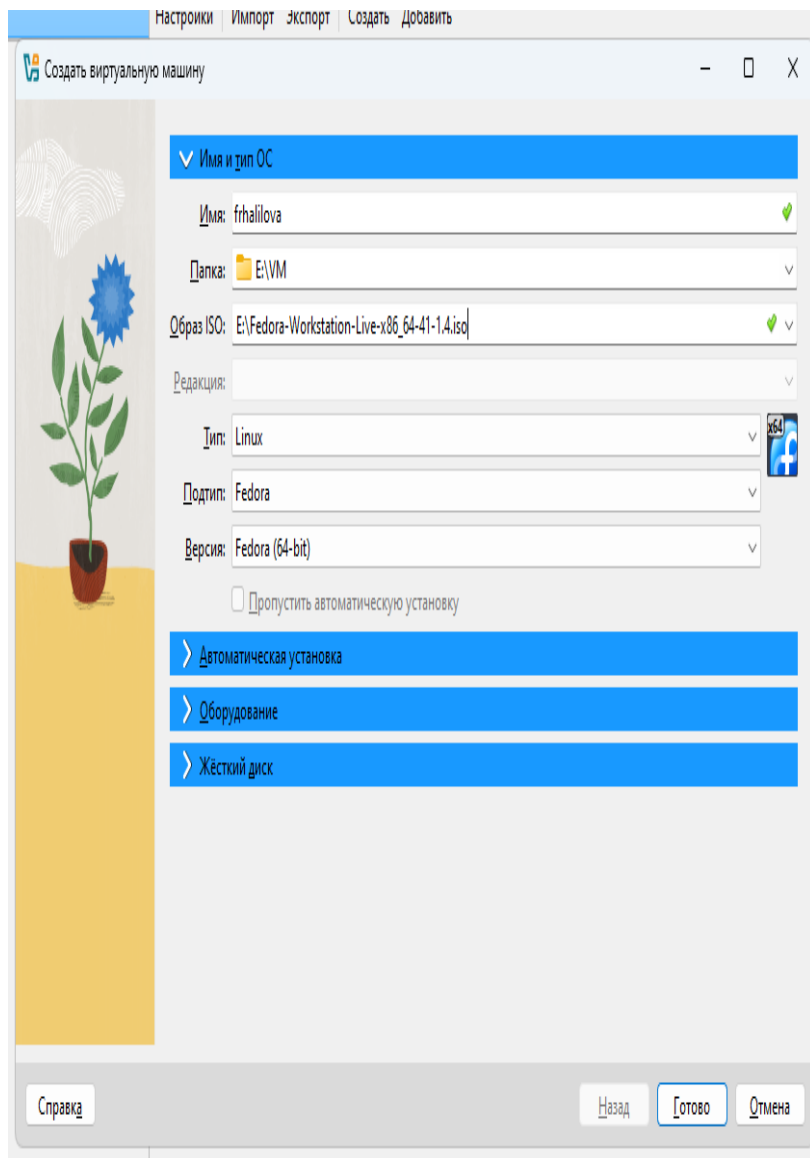 Настройки Импорт Экспорт Создать Добавить
Создать виртуальную машину
Имя и тип ОС
Имя: frhalilova
Папка: E:\VM
Образ ISO: E:\Fedora-Workstation-Live-x86_64-41-1.4.iso
Редакция:
Тип: Linux
x64
Подтип: Fedora
Версия: Fedora (64-bit)
Пропустить автоматическую установку
Автоматическая установка
Оборудование
Жёсткий диск
Справка Назад Готово Отмена